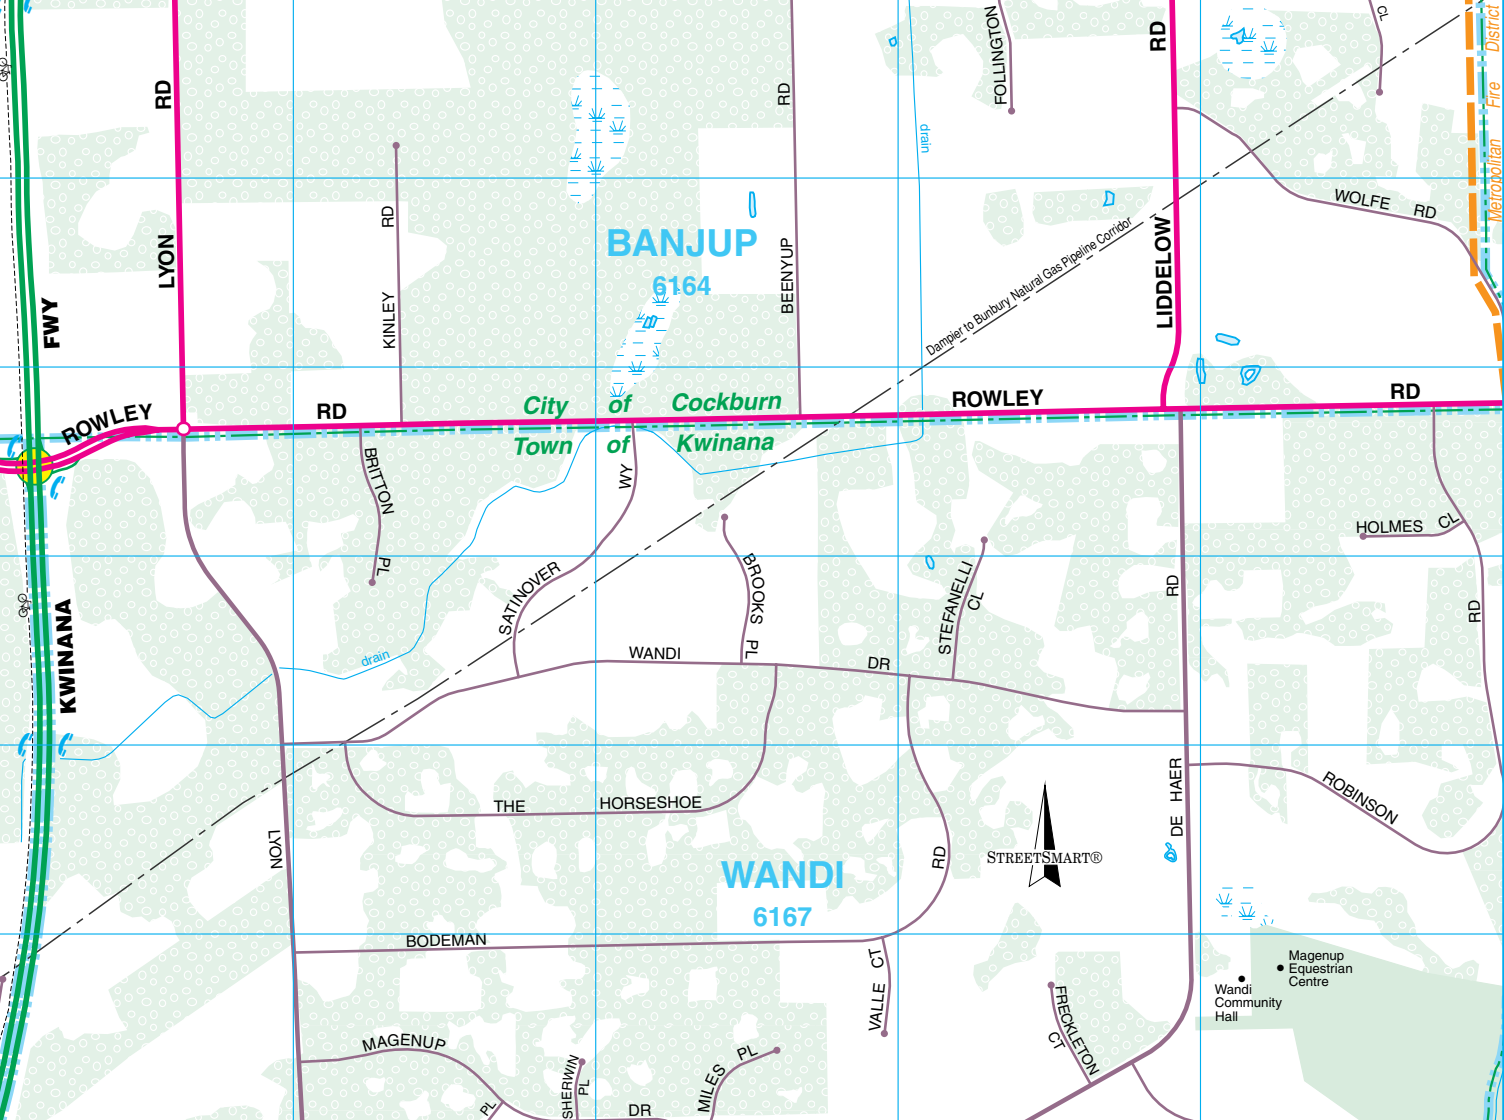 FOLLINGTON
RD
CL
District
Fire
Metropolitan
RD
RD
drain
WOLFE RD
KINLEY RD
LYON
BANJUP
6164
BEENYUP
Dampier to Bunbury Natural Gas Pipeline Corridor
LIDDELOW
FWY
ROWLEY
RD
City of Cockburn
ROWLEY
RD
Town of Kwinana
BRITTON
PL
WY
SATINOVER
BROOKS
PL
STEFANELLI
CL
HOLMES CL
RD
RD
KWINANA
drain
WANDI
DR
THE HORSESHOE
LYON
DE HAER
ROBINSON
RD
STREETSMART®
WANDI
6167
BODEMAN
VALLE CT
Magenup
Equestrian
Centre
Wandi
Community
Hall
FRECKLETON
CT
MAGENUP
PL
SHERWIN
PL
DR
MILES PL